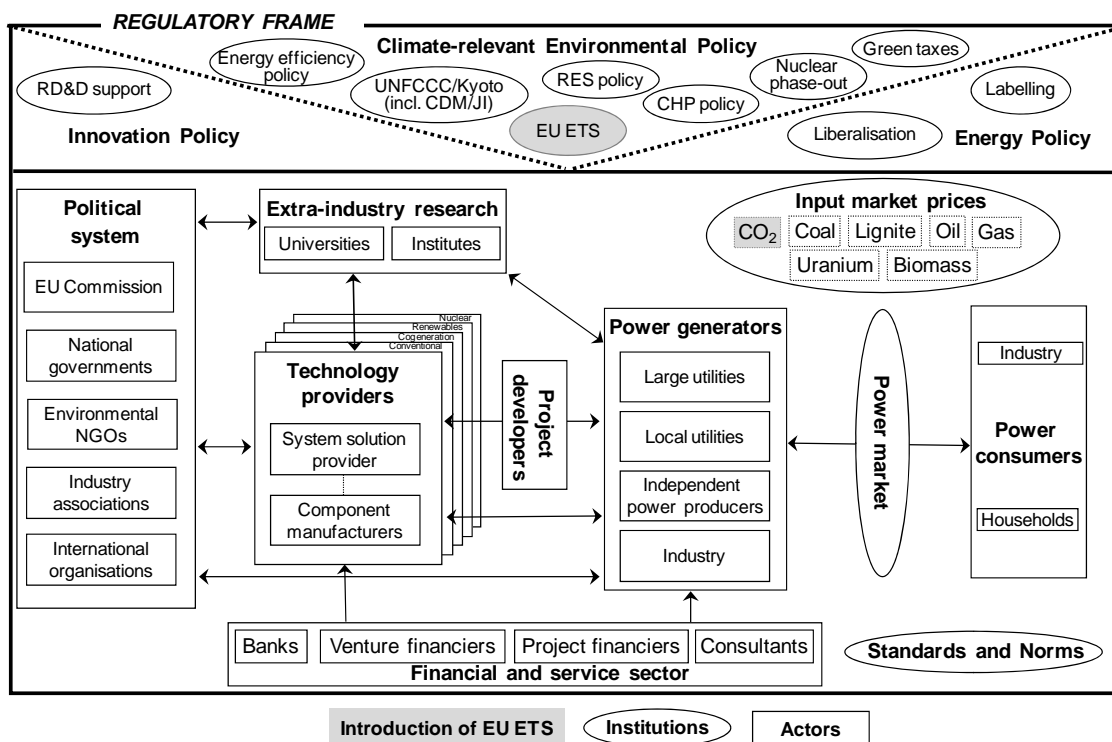 REGULATORY FRAME
Climate-relevant Environmental Policy
Green taxes
Energy efficiency
policy
RD&D support
UNFCCC/Kyoto
(incl. CDM/JI)
RES policy
CHP policy
Nuclear
phase-out
Labelling
EU ETS
Liberalisation
Innovation Policy
Energy Policy
Political
system
EU Commission
National
governments
Environmental
NGOs
Industry
associations
International
organisations
Extra-industry research
Universities
Institutes
Input market prices
CO₂
Coal
Lignite
Oil
Gas
Uranium
Biomass
Nuclear
Renewables
Cogeneration
Conventional
Technology
providers
System solution
provider
Component
manufacturers
Project
developers
Power generators
Large utilities
Local utilities
Independent
power producers
Industry
Power market
Industry
Power
consumers
Households
Banks
Venture financiers
Project financiers
Consultants
Financial and service sector
Standards and Norms
Introduction of EU ETS
Institutions
Actors